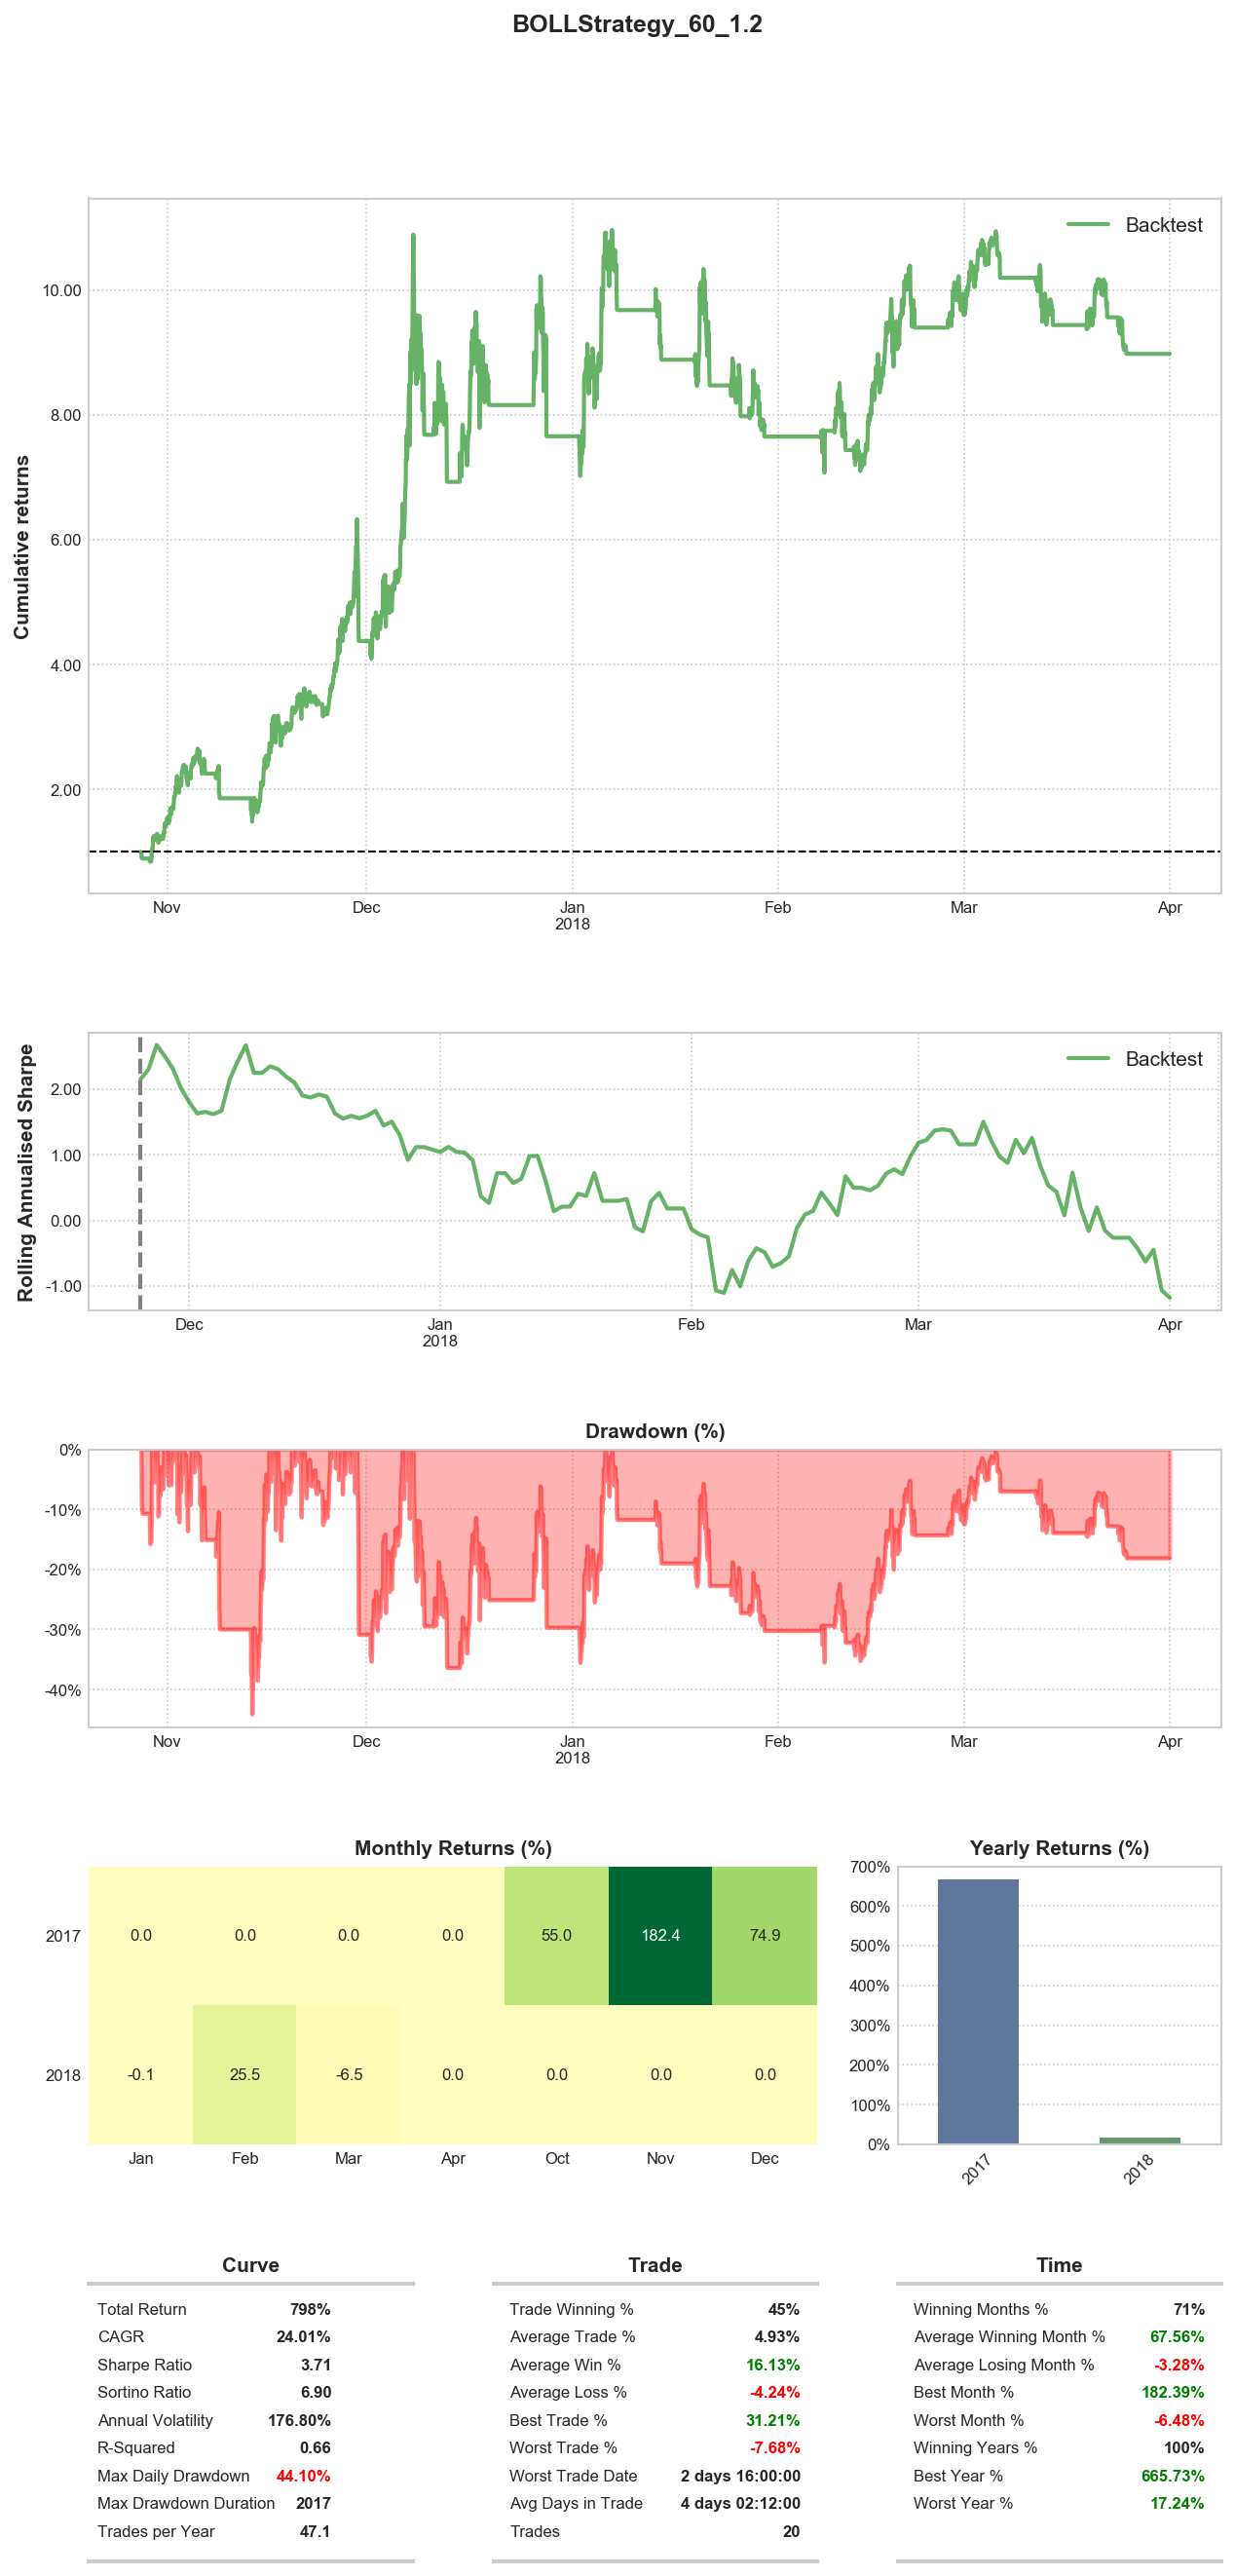 BOLLStrategy_60_1.2
Backtest
Cumulative returns
10.00
8.00
6.00
4.00
2.00
Nov Dec Jan Feb Mar Apr
2018
Backtest
Rolling Annualised Sharpe
2.00
1.00
0.00
-1.00
Dec Jan Feb Mar Apr
2018
Drawdown (%)
0%
-10%
-20%
-30%
-40%
Nov Dec Jan Feb Mar Apr
2018
Monthly Returns (%)
2017 0.0 0.0 0.0 0.0 55.0 182.4 74.9
2018 -0.1 25.5 -6.5 0.0 0.0 0.0 0.0
Jan Feb Mar Apr Oct Nov Dec
Yearly Returns (%)
700%
600%
500%
400%
300%
200%
100%
0%
2017 2018
Curve
Total Return 798%
CAGR 24.01%
Sharpe Ratio 3.71
Sortino Ratio 6.90
Annual Volatility 176.80%
R-Squared 0.66
Max Daily Drawdown 44.10%
Max Drawdown Duration 2017
Trades per Year 47.1
Trade
Trade Winning % 45%
Average Trade % 4.93%
Average Win % 16.13%
Average Loss % -4.24%
Best Trade % 31.21%
Worst Trade % -7.68%
Worst Trade Date 2 days 16:00:00
Avg Days in Trade 4 days 02:12:00
Trades 20
Time
Winning Months % 71%
Average Winning Month % 67.56%
Average Losing Month % -3.28%
Best Month % 182.39%
Worst Month % -6.48%
Winning Years % 100%
Best Year % 665.73%
Worst Year % 17.24%